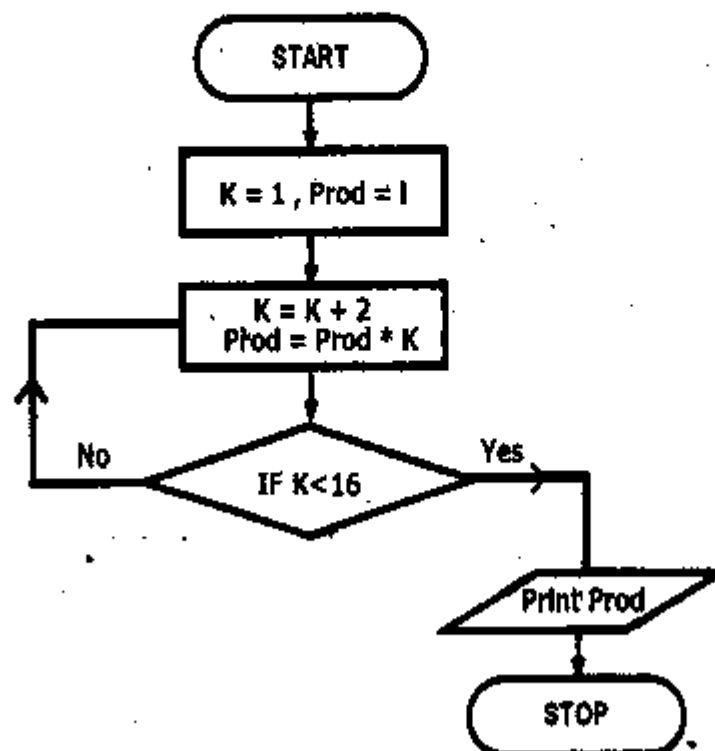 START
K = 1 , Prod = I
K = K + 2
Prod = Prod * K
No
Yes
IF K<16
Print Prod
STOP